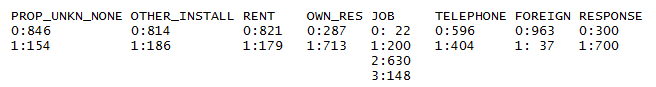 PROP_UNKN_NONE OTHER_INSTALL RENT OWN_RES JOB TELEPHONE FOREIGN RESPONSE
0:846 0:814 0:821 0:287 0: 22 0:596 0:963 0:300
1:154 1:186 1:179 1:713 1:200 1:404 1: 37 1:700
2:630
3:148